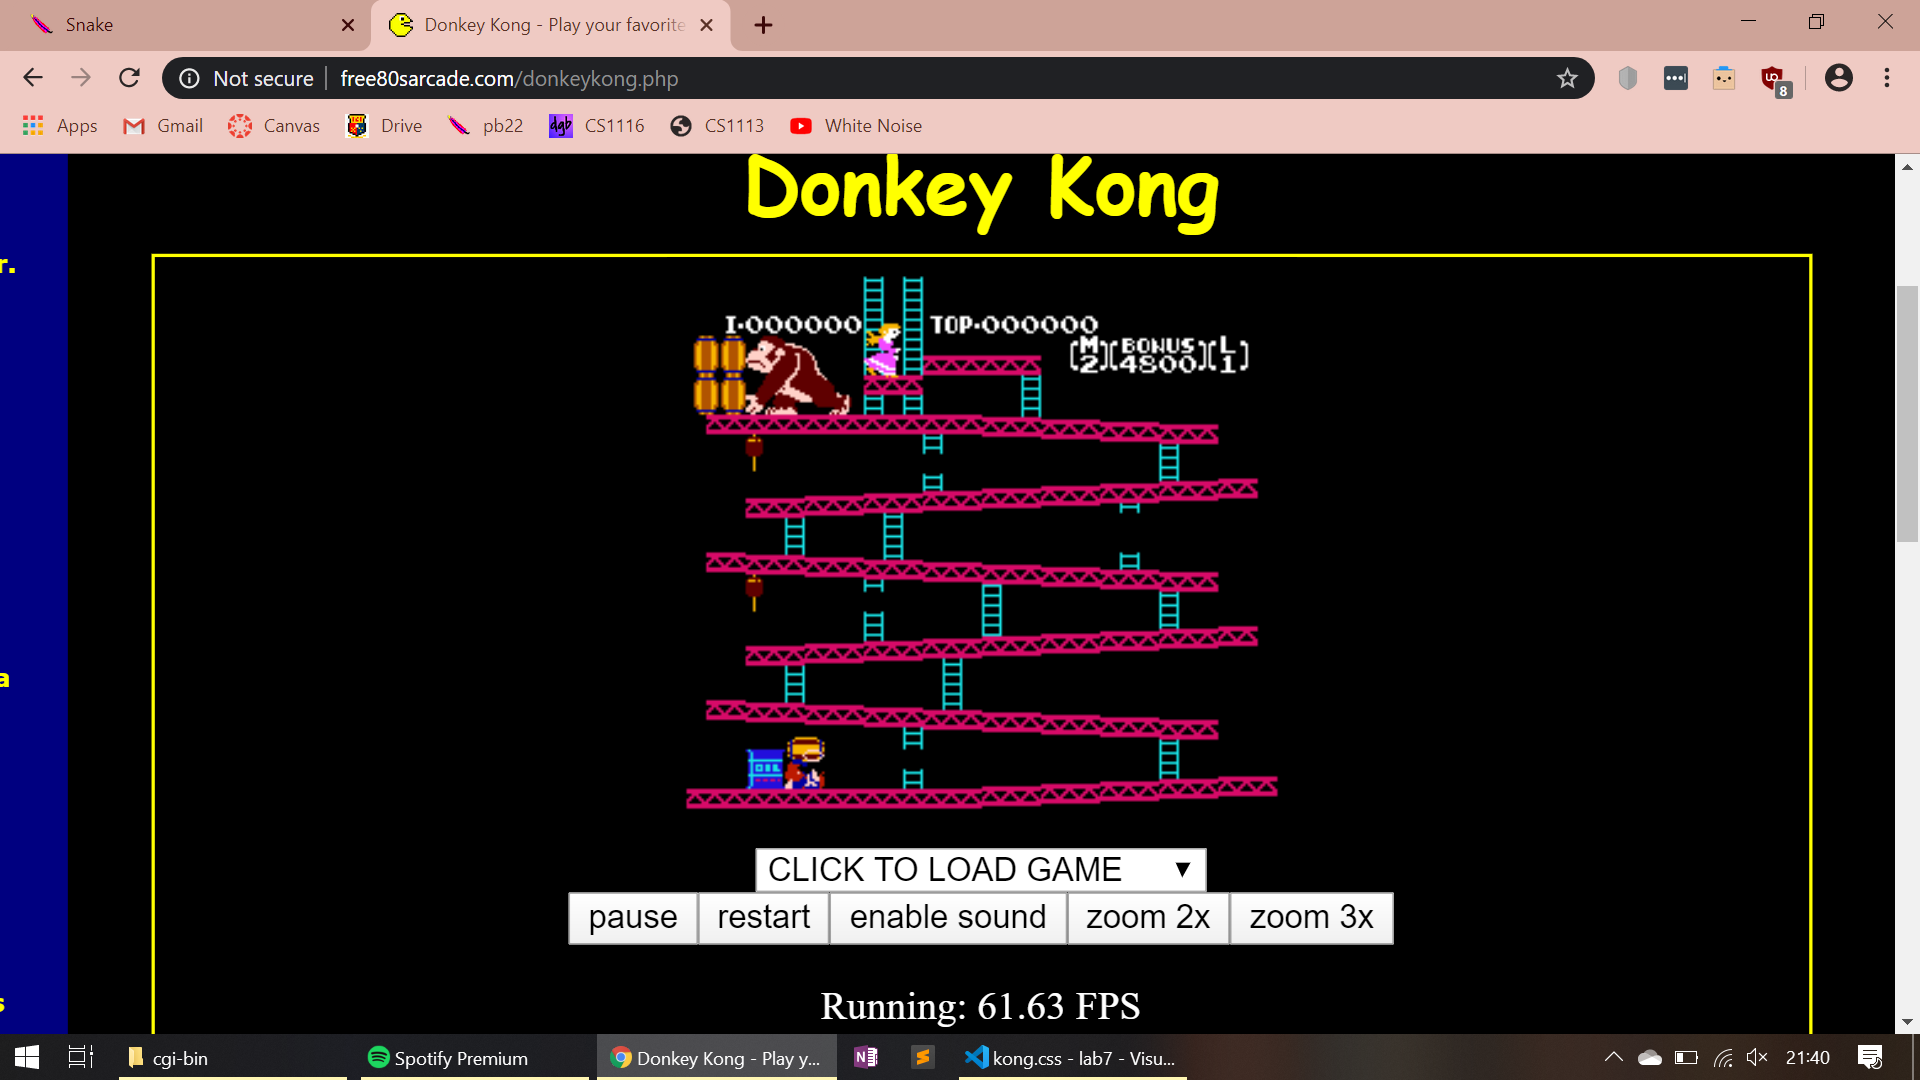 Snake
Donkey Kong - Play your favorite
Not secure
free80sarcade.com/donkeykong.php
8
Apps
Gmail
Canvas
Drive
pb22
dgb
CS1116
CS1113
White Noise
Donkey Kong
r.
I-000000
TOP-000000
M BONUS L
[2][4800][1]
OIL
a
CLICK TO LOAD GAME
pause
restart
enable sound
zoom 2x
zoom 3x
s
Running: 61.63 FPS
cgi-bin
Spotify Premium
Donkey Kong - Play y...
N
kong.css - lab7 - Visu...
21:40